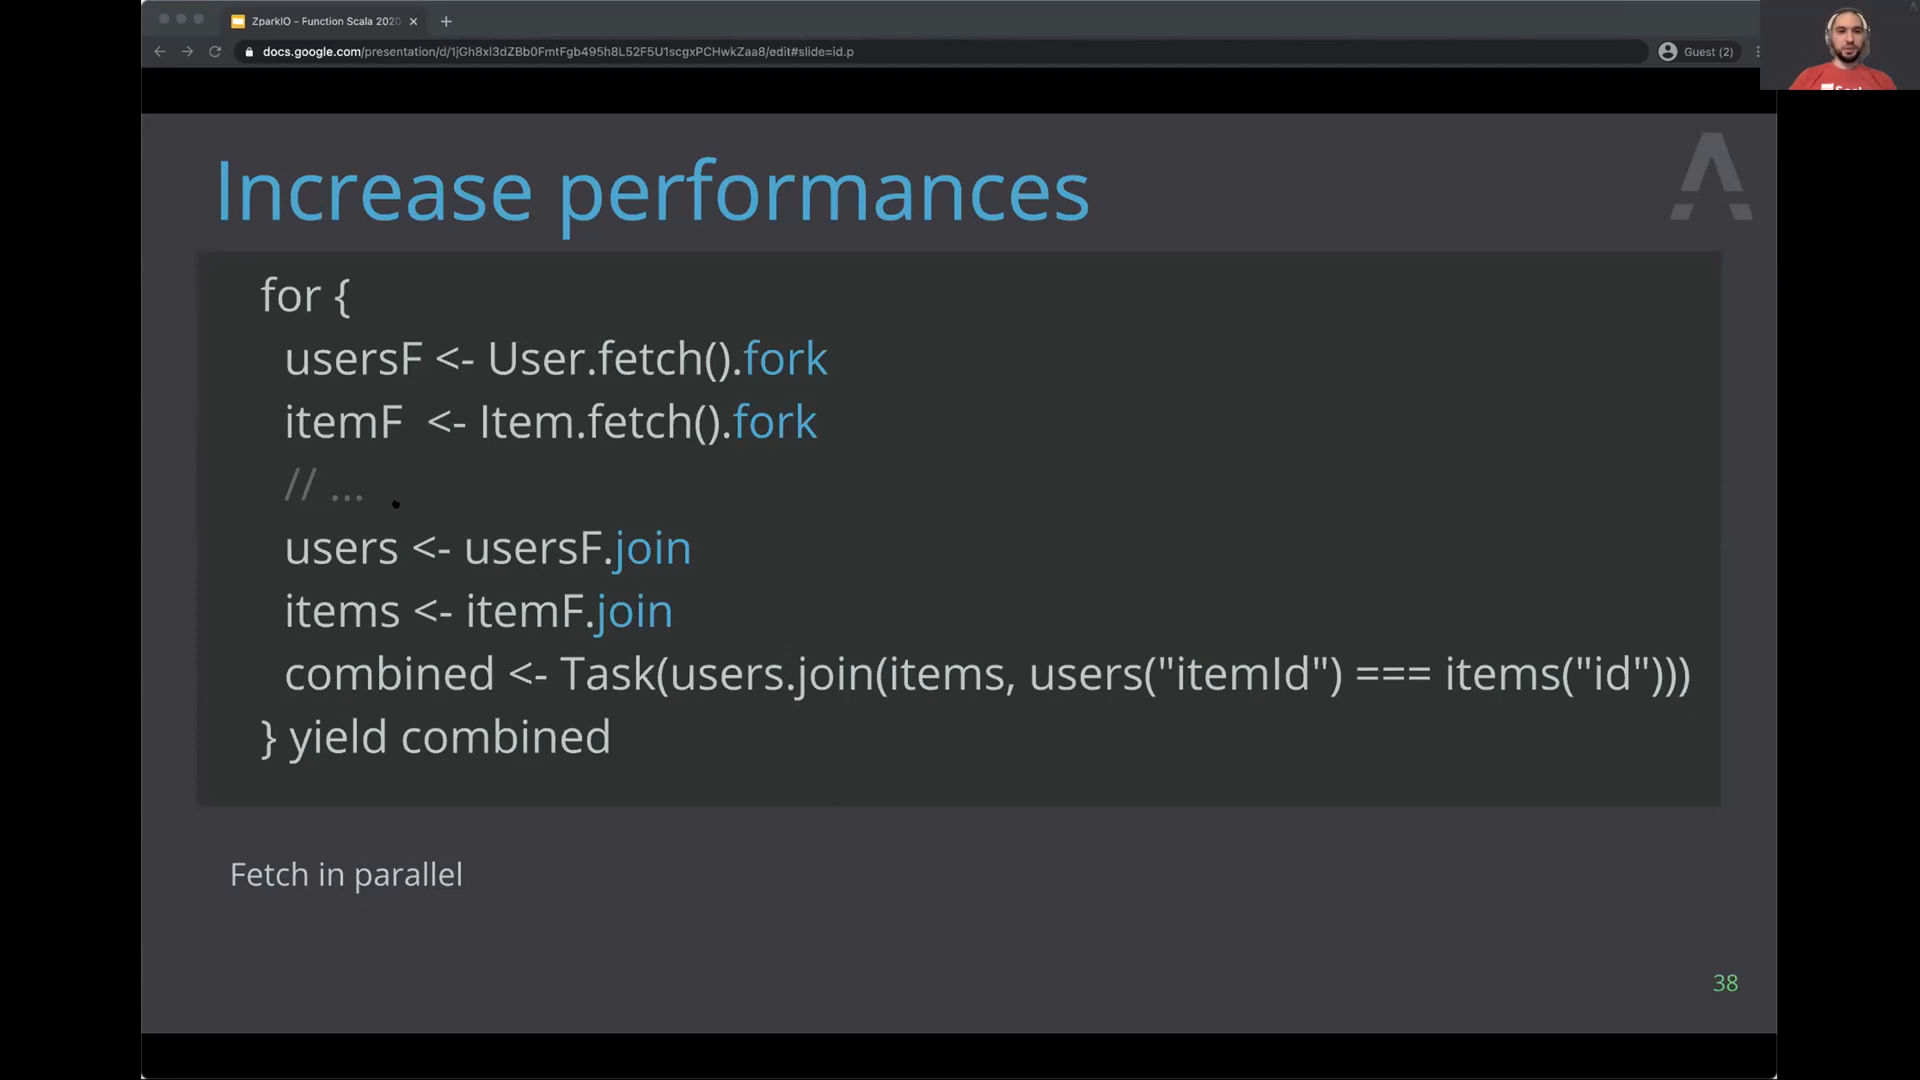 ZparkIO - Function Scala 2020
docs.google.com/presentation/d/1jGh8xl3dZBb0FmtFgb495h8L52F5U1scgxPCHwkZaa8/edit#slide=id.p
Guest (2)
Increase performances
for {
usersF <- User.fetch().fork
itemF <- Item.fetch().fork
// ...
users <- usersF.join
items <- itemF.join
combined <- Task(users.join(items, users("itemId") === items("id")))
} yield combined
Fetch in parallel
38